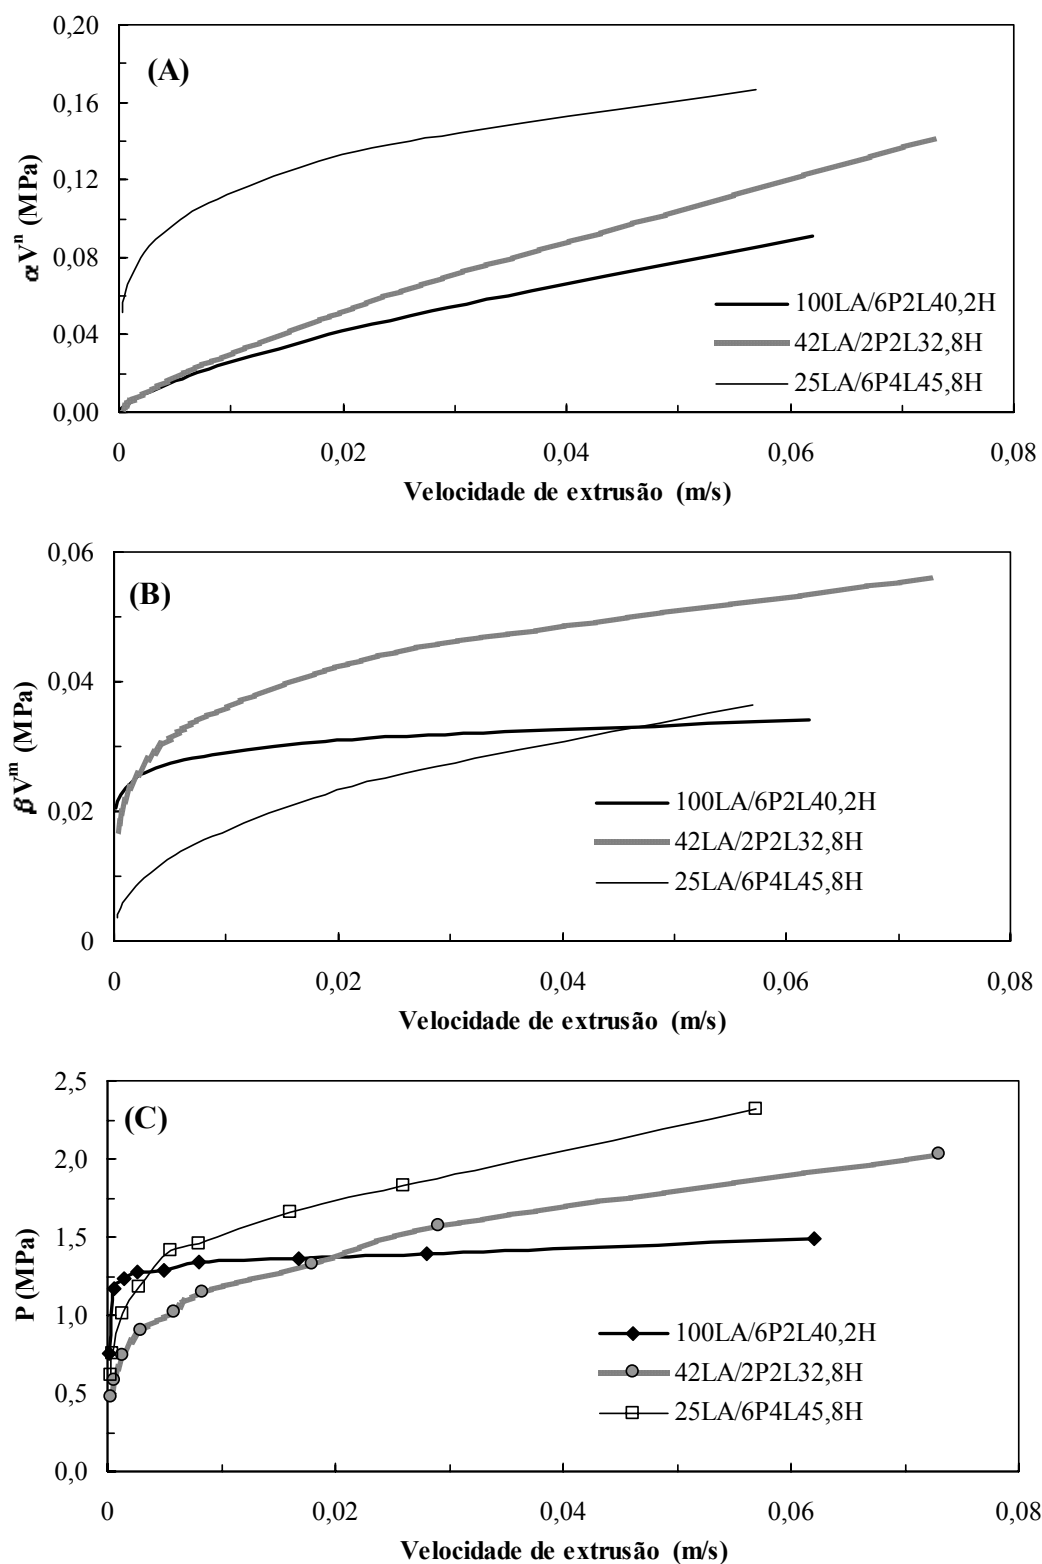 0,20
(A)
0,16
0,12
αVⁿ (MPa)
0,08
100LA/6P2L40,2H
0,04
42LA/2P2L32,8H
25LA/6P4L45,8H
0,00
0 0,02 0,04 0,06 0,08
Velocidade de extrusão (m/s)
0,06
(B)
0,04
βVᵐ (MPa)
0,02
100LA/6P2L40,2H
42LA/2P2L32,8H
25LA/6P4L45,8H
0
0 0,02 0,04 0,06 0,08
Velocidade de extrusão (m/s)
2,5
(C)
2,0
1,5
P (MPa)
1,0
100LA/6P2L40,2H
42LA/2P2L32,8H
0,5
25LA/6P4L45,8H
0,0
0 0,02 0,04 0,06 0,08
Velocidade de extrusão (m/s)